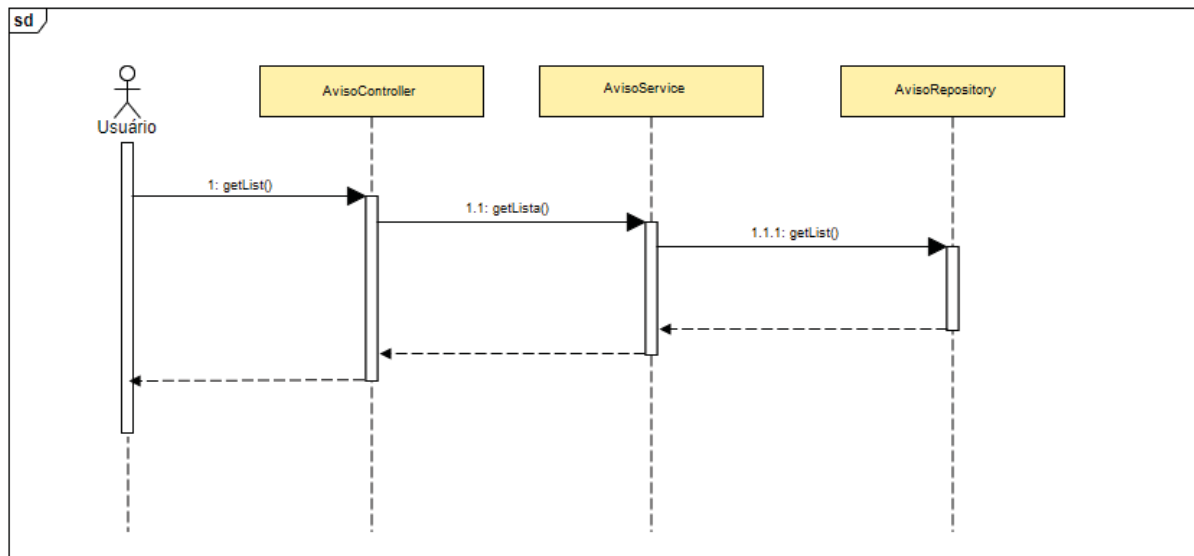 sd
Usuário
AvisoController
AvisoService
AvisoRepository
1: getList()
1.1: getLista()
1.1.1: getList()